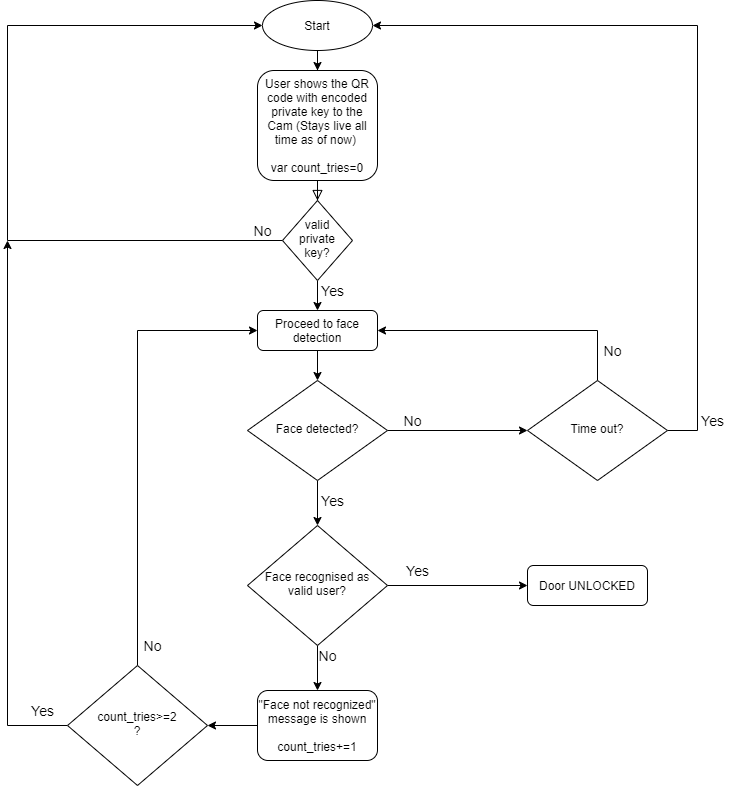 Start
User shows the QR
code with encoded
private key to the
Cam (Stays live all
time as of now)
var count_tries=0
valid
private
key?
No
Yes
Proceed to face
detection
No
Face detected?
No
Time out?
Yes
Yes
Face recognised as
valid user?
Yes
Door UNLOCKED
No
No
"Face not recognized"
message is shown
count_tries+=1
Yes
count_tries>=2
?